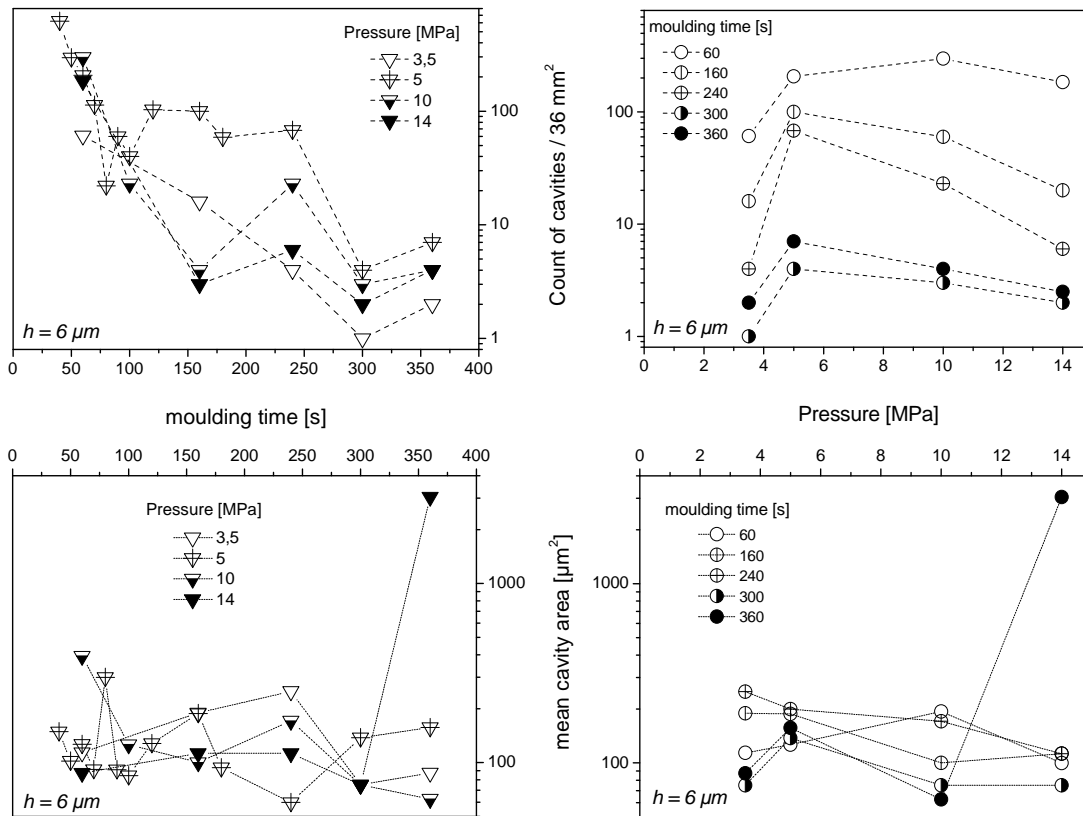 Pressure [MPa]
3,5
5
10
14
100
10
1
h = 6 µm
0 50 100 150 200 250 300 350 400
moulding time [s]
Count of cavities / 36 mm²
moulding time [s]
60
160
240
300
360
100
10
1
h = 6 µm
0 2 4 6 8 10 12 14
Pressure [MPa]
0 50 100 150 200 250 300 350 400
Pressure [MPa]
3,5
5
10
14
1000
100
h = 6 µm
mean cavity area [µm²]
0 2 4 6 8 10 12 14
moulding time [s]
60
160
240
300
360
1000
100
h = 6 µm